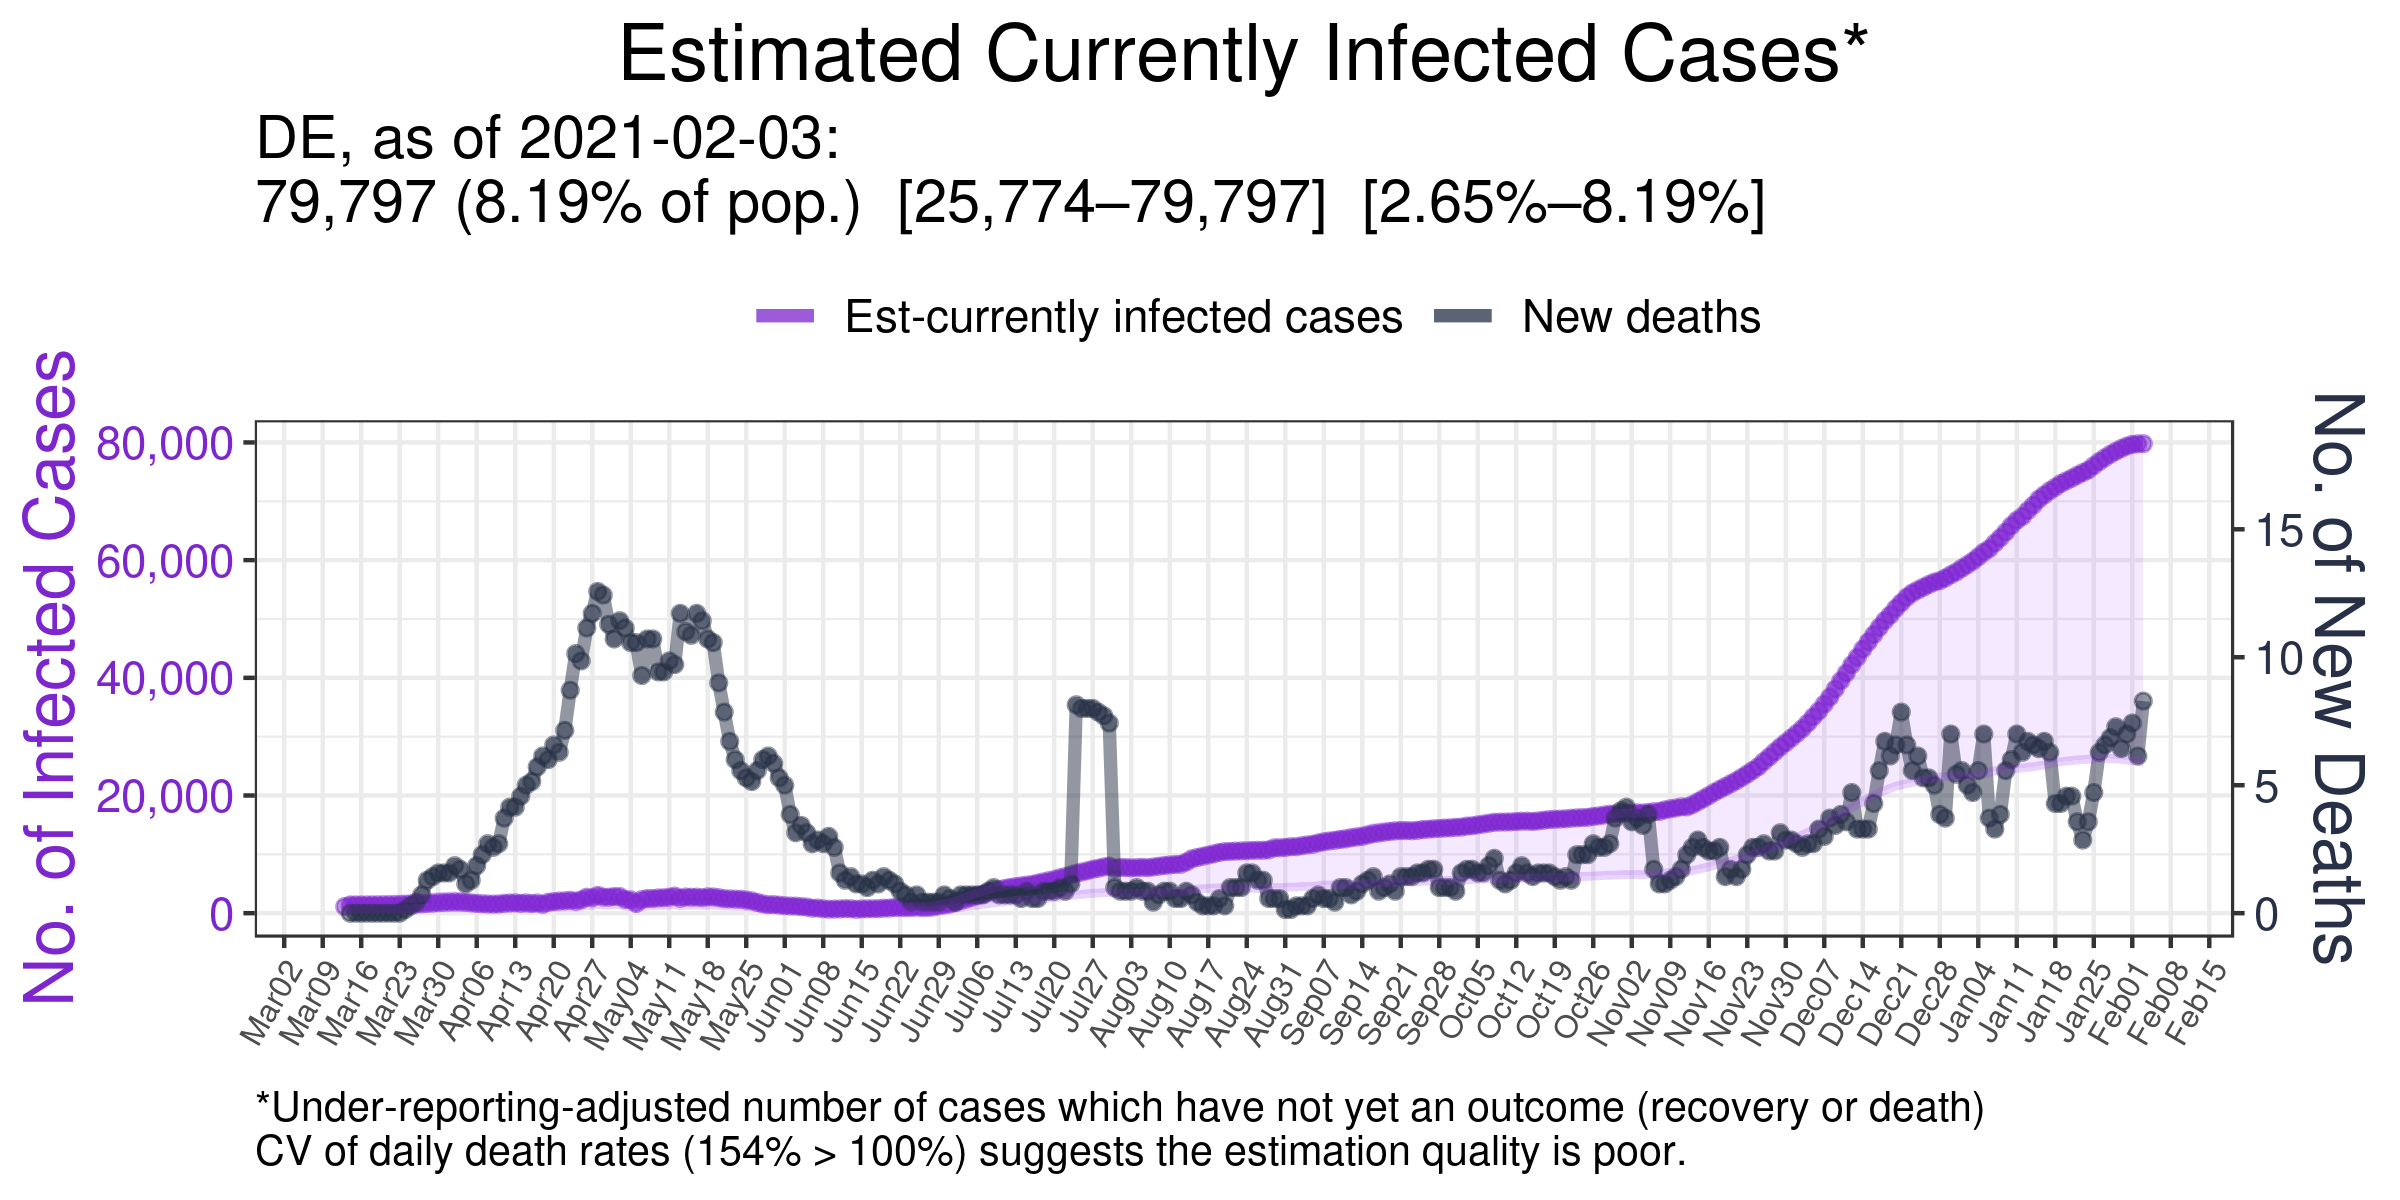 Estimated Currently Infected Cases*
DE, as of 2021-02-03:
79,797 (8.19% of pop.) [25,774–79,797] [2.65%–8.19%]
Est-currently infected cases
New deaths
No. of Infected Cases
80,000
60,000
40,000
20,000
0
15
10
5
0
No. of New Deaths
Mar02
Mar09
Mar16
Mar23
Mar30
Apr06
Apr13
Apr20
Apr27
May04
May11
May18
May25
Jun01
Jun08
Jun15
Jun22
Jun29
Jul06
Jul13
Jul20
Jul27
Aug03
Aug10
Aug17
Aug24
Aug31
Sep07
Sep14
Sep21
Sep28
Oct05
Oct12
Oct19
Oct26
Nov02
Nov09
Nov16
Nov23
Nov30
Dec07
Dec14
Dec21
Dec28
Jan04
Jan11
Jan18
Jan25
Feb01
Feb08
Feb15
*Under-reporting-adjusted number of cases which have not yet an outcome (recovery or death)
CV of daily death rates (154% > 100%) suggests the estimation quality is poor.